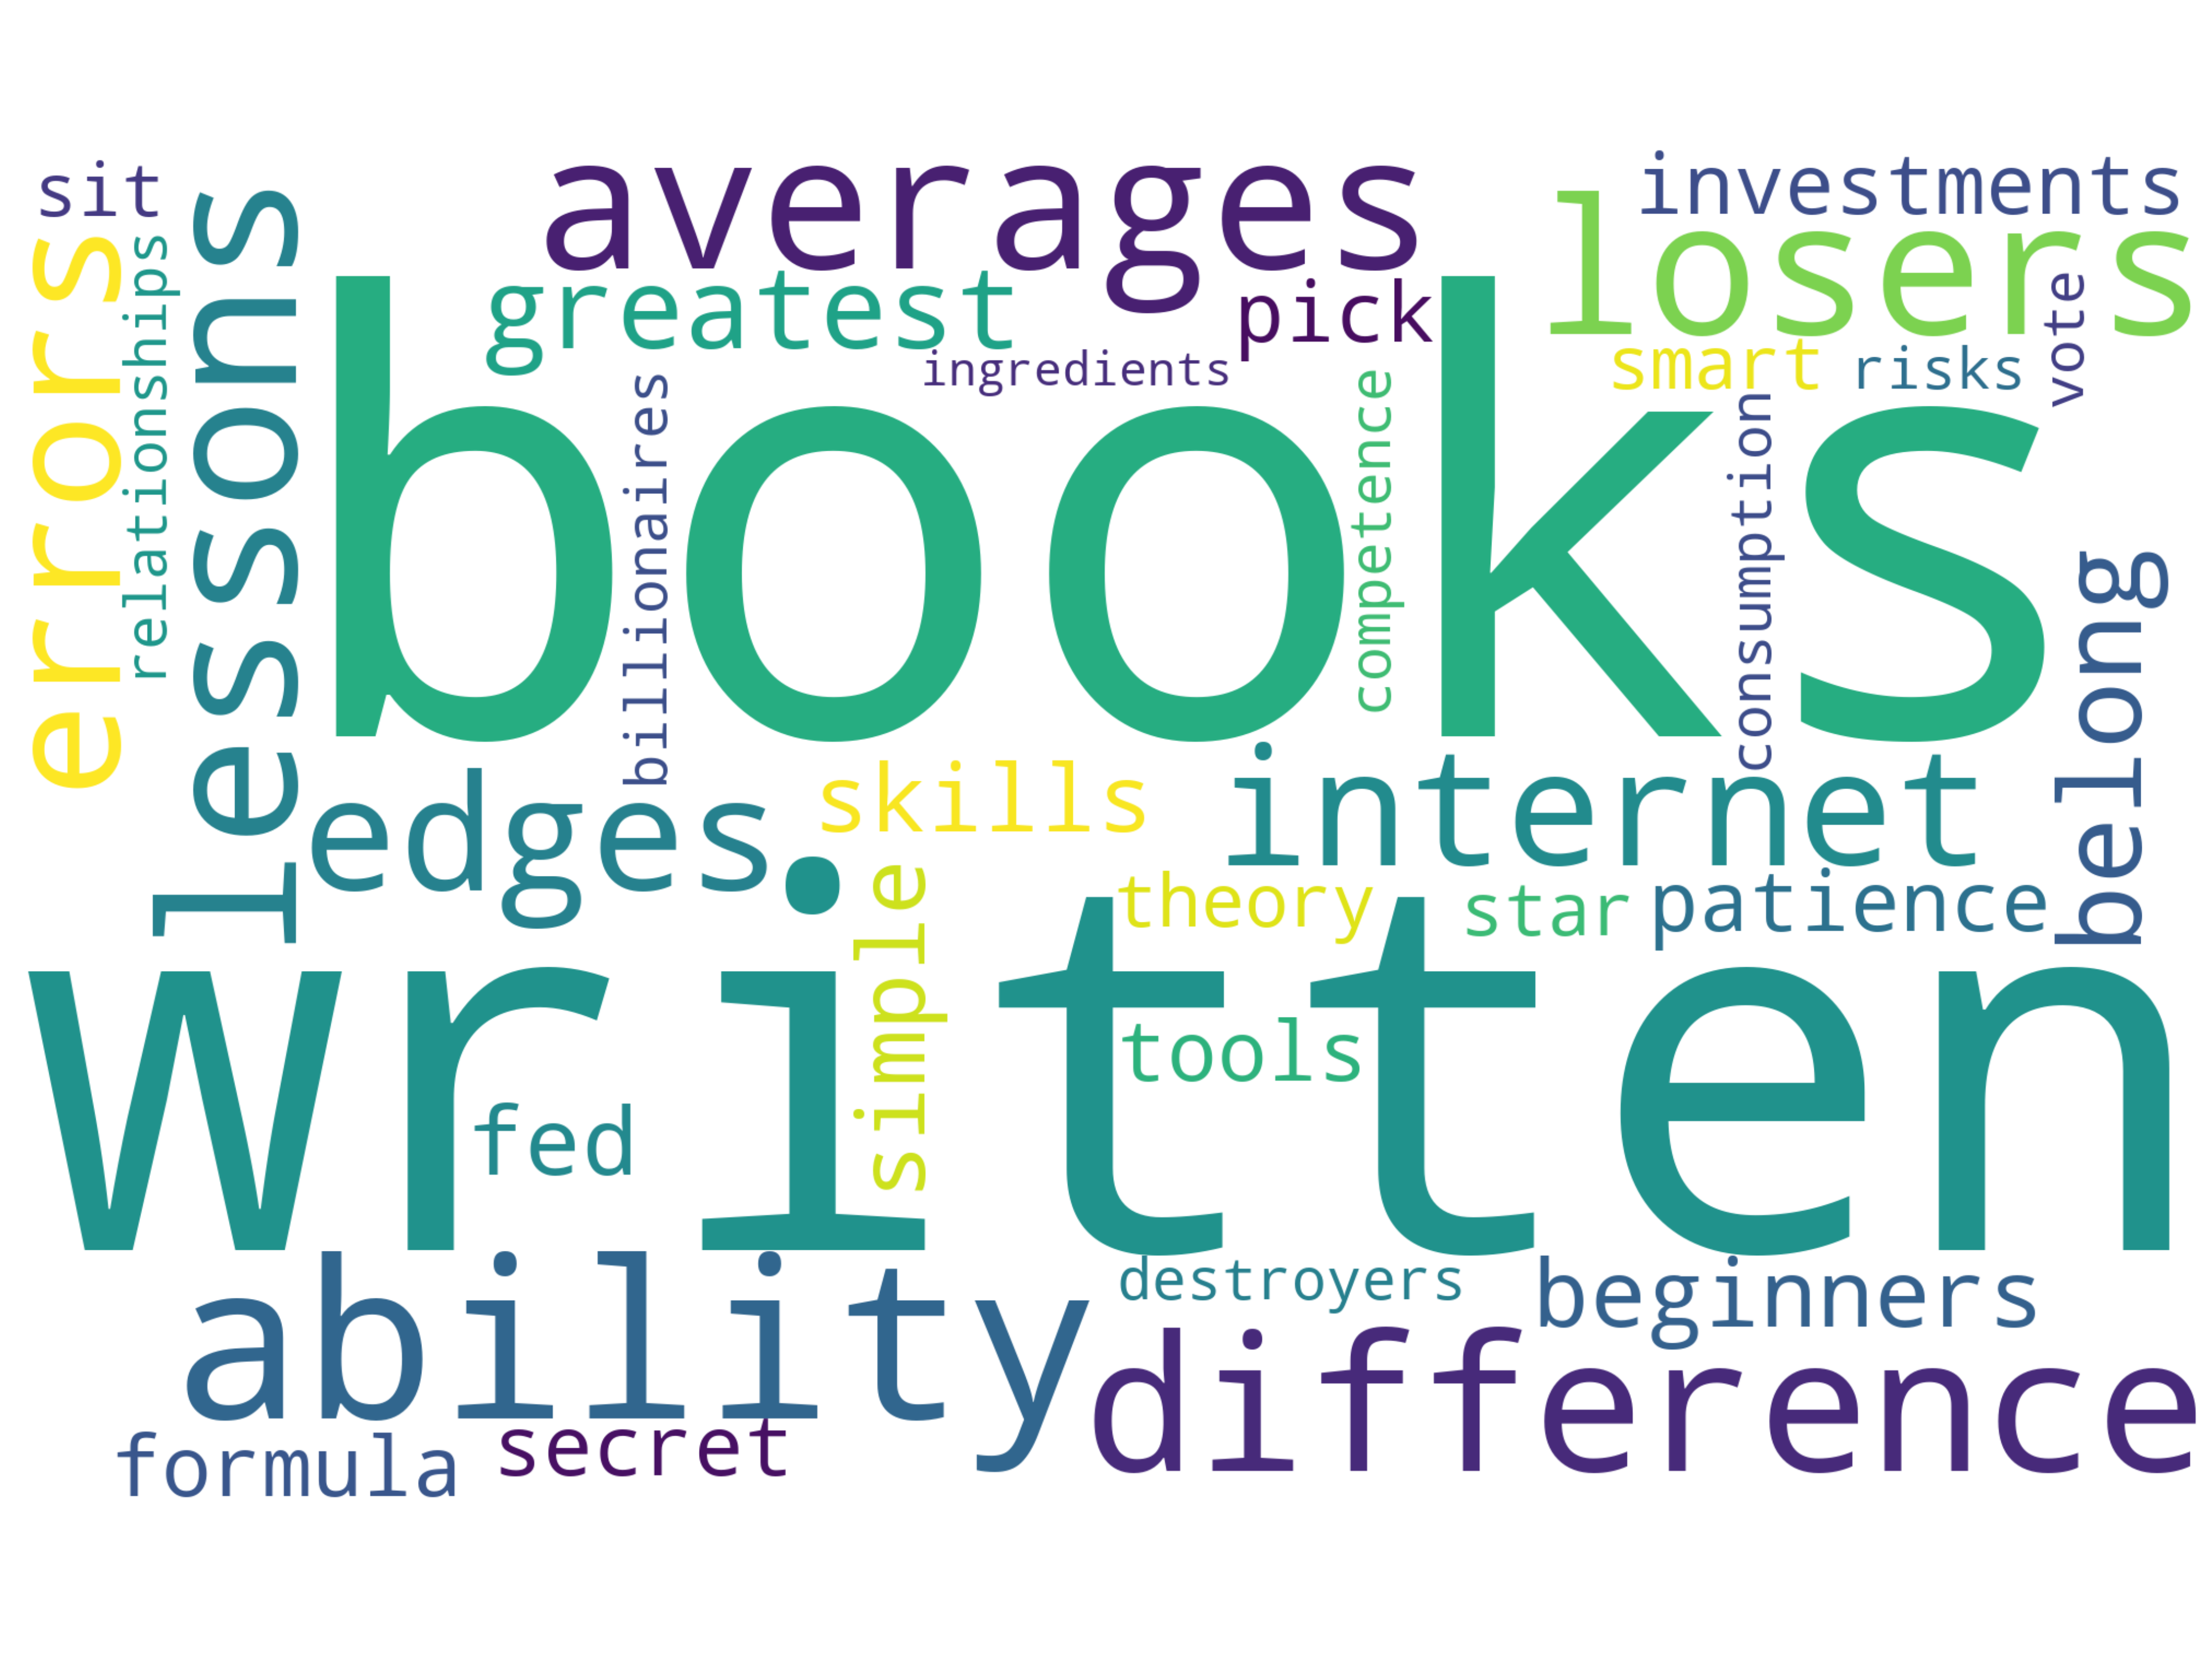 averages
sit
investments
losers
errors
relationships
lessons
greatest
pick
vote
ingredients
smart
risks
books
billionaires
competence
consumption
belong
internet
skills
edges
simple
theory
star
patience
written
tools
fed
ability
destroyers
beginners
difference
formula
secret